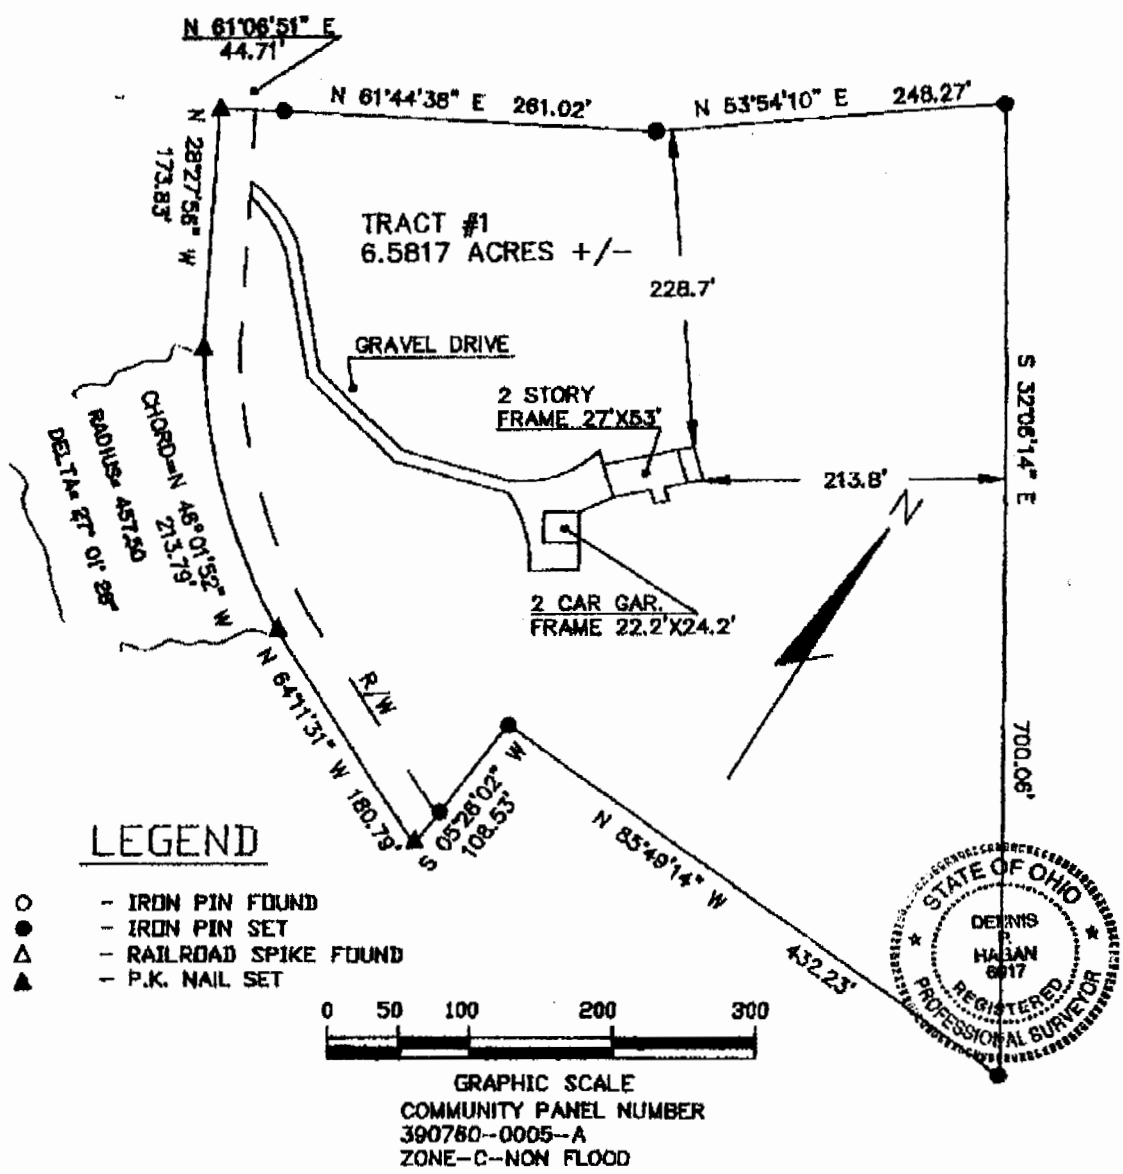 N 61°06'51" E
44.71'
N 61°44'38" E 261.02'
N 53°54'10" E 248.27'
N 28°27'56" W
173.83'
TRACT #1
6.5817 ACRES +/-
228.7'
GRAVEL DRIVE
2 STORY
FRAME 27'X53'
S 32°06'14" E
700.06'
213.8'
N
CHORD=N 46°01'52" W
213.79'
RADIUS= 457.50
DELTA= 27° 01' 28"
2 CAR GAR.
FRAME 22.2'X24.2'
N 64°11'31" W 180.79'
R/W
S 05°28'02" W
108.53'
N 85°49'14" W
432.23'
LEGEND
- IRON PIN FOUND
- IRON PIN SET
- RAILROAD SPIKE FOUND
- P.K. NAIL SET
STATE OF OHIO
DENNIS
P.
HAGAN
6917
REGISTERED
PROFESSIONAL SURVEYOR
0 50 100 200 300
GRAPHIC SCALE
COMMUNITY PANEL NUMBER
390760--0005--A
ZONE-C-NON FLOOD